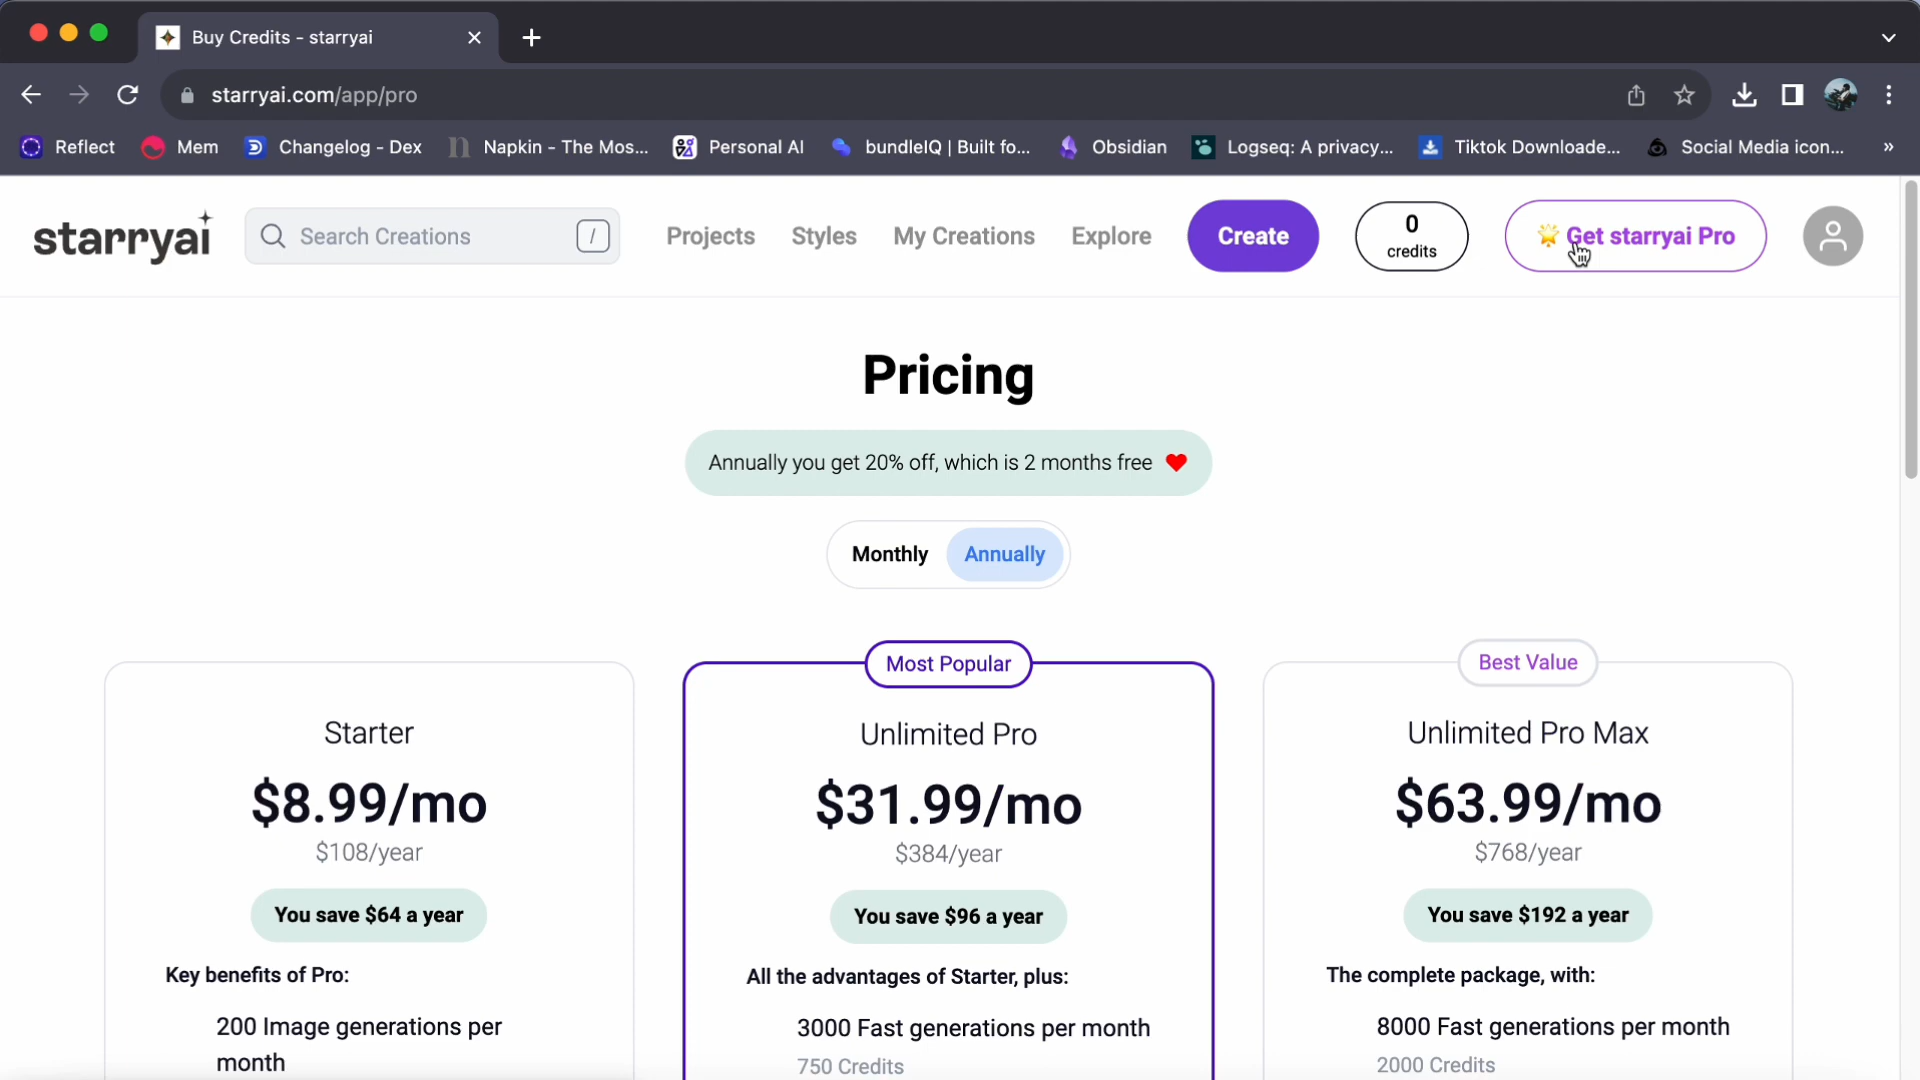 Buy Credits - starryai
starryai.com/app/pro
Reflect
Mem
Changelog - Dex
Napkin - The Mos...
Personal AI
bundleIQ | Built fo...
Obsidian
Logseq: A privacy...
Tiktok Downloade...
Social Media icon...
»
starryai
Search Creations
/
Projects
Styles
My Creations
Explore
Create
0
credits
Get starryai Pro
Pricing
Annually you get 20% off, which is 2 months free
Monthly
Annually
Starter
$8.99/mo
$108/year
You save $64 a year
Key benefits of Pro:
200 Image generations per
month
Most Popular
Unlimited Pro
$31.99/mo
$384/year
You save $96 a year
All the advantages of Starter, plus:
3000 Fast generations per month
750 Credits
Best Value
Unlimited Pro Max
$63.99/mo
$768/year
You save $192 a year
The complete package, with:
8000 Fast generations per month
2000 Credits